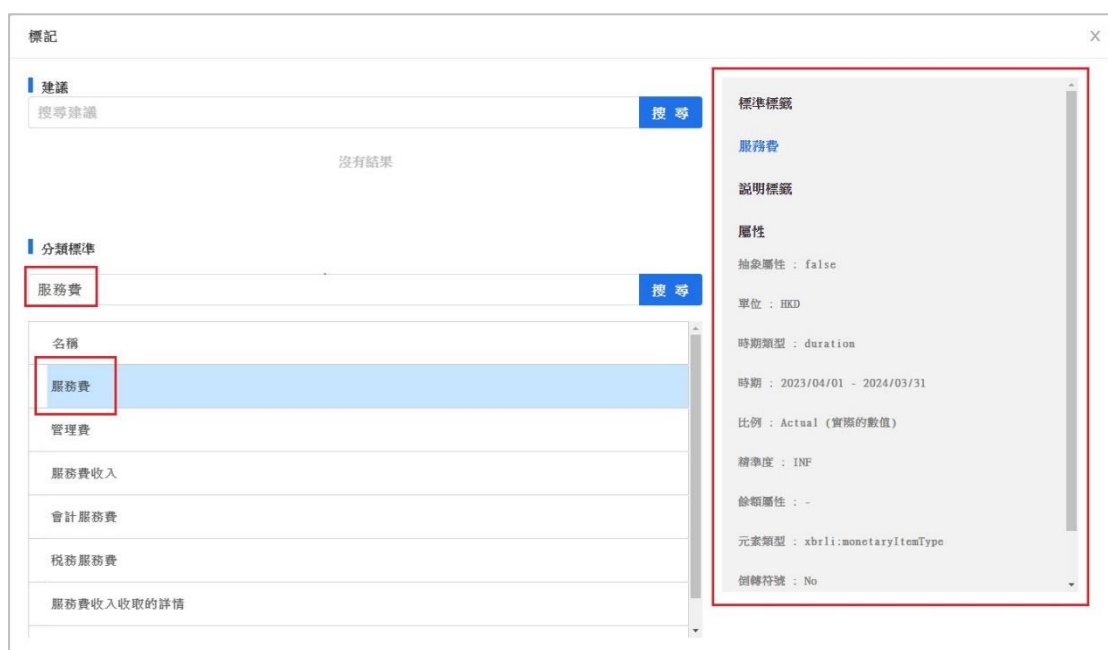 標記
建議
搜尋建議
搜 尋
沒有結果
分類標準
服務費
搜 尋
名稱
服務費
管理費
服務費收入
會計服務費
稅務服務費
服務費收入收取的詳情
標準標籤
服務費
說明標籤
屬性
抽象屬性 : false
單位 : HKD
時期類型 : duration
時期 : 2023/04/01 - 2024/03/31
比例 : Actual (實際的數值)
精準度 : INF
餘額屬性 : -
元素類型 : xbrli:monetaryItemType
倒轉符號 : No